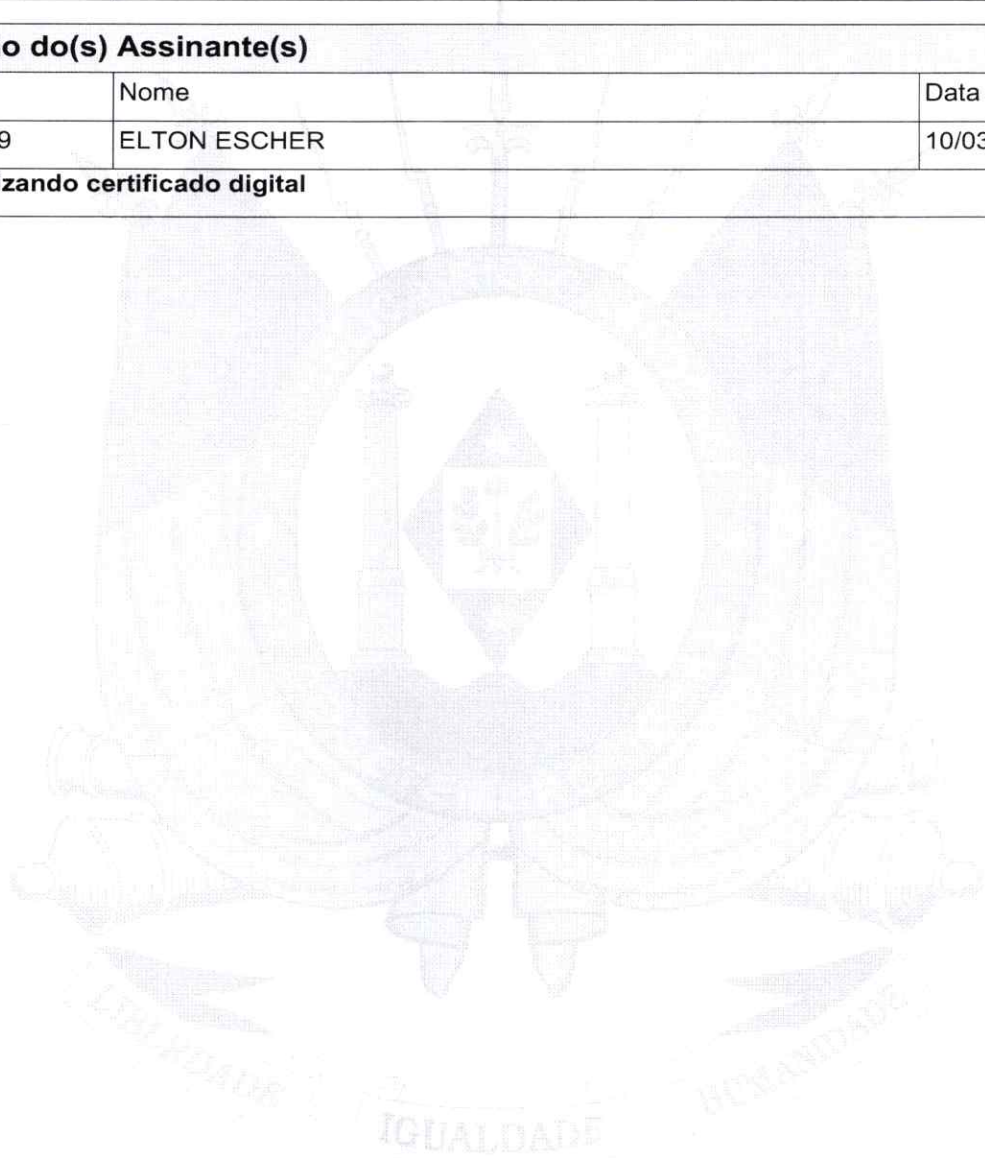 o do(s) Assinante(s)
Nome Data
9 ELTON ESCHER 10/03
zando certificado digital
LIBERDADE IGUALDADE HUMANIDADE